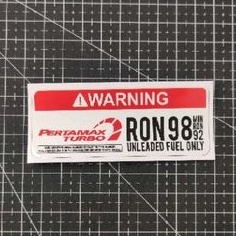 WARNING
PERTAMAX
TURBO
RON 98 MIN
RON
92
UNLEADED FUEL ONLY